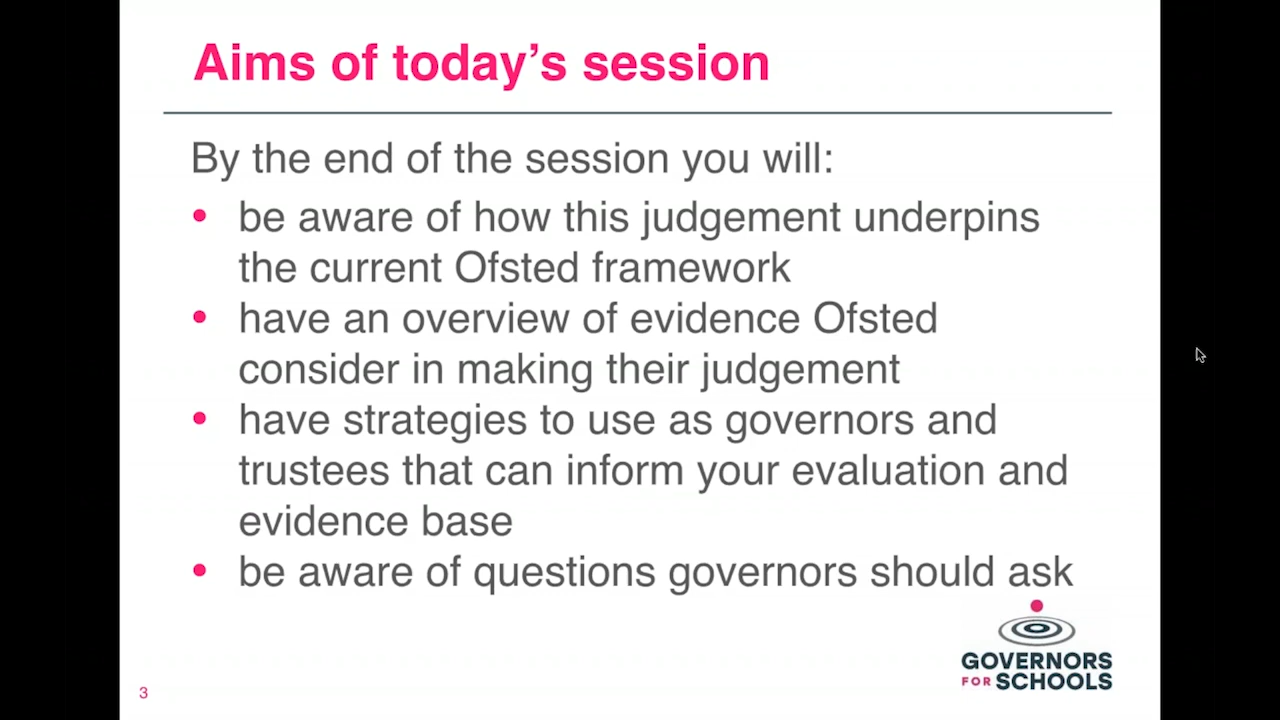 Aims of today’s session
By the end of the session you will:
• be aware of how this judgement underpins
the current Ofsted framework
• have an overview of evidence Ofsted
consider in making their judgement
• have strategies to use as governors and
trustees that can inform your evaluation and
evidence base
• be aware of questions governors should ask
GOVERNORS
FOR SCHOOLS
3